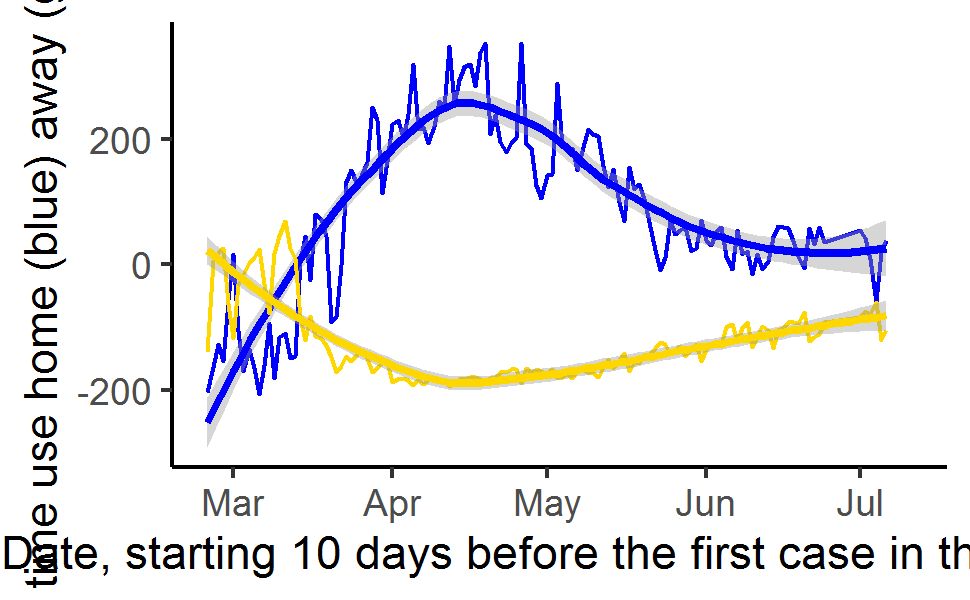 time use home (blue) away (
200
0
-200
Mar Apr May Jun Jul
Date, starting 10 days before the first case in th